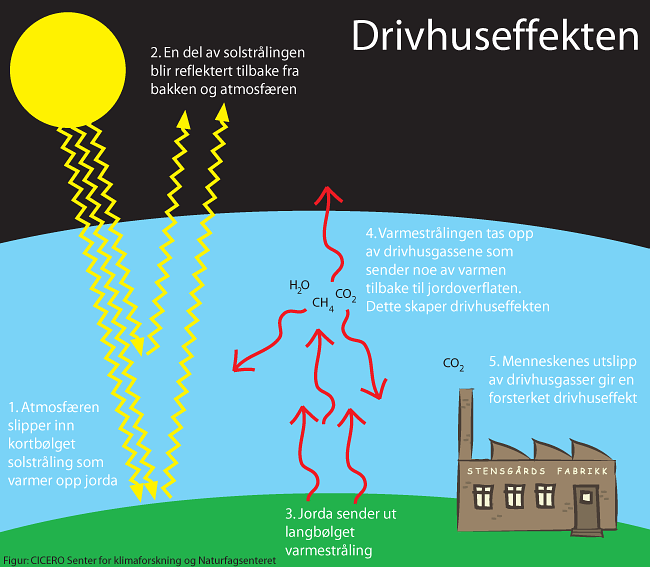 Drivhuseffekten
2. En del av solstrålingen
blir reflektert tilbake fra
bakken og atmosfæren
4. Varmestrålingen tas opp
av drivhusgassene som
sender noe av varmen
tilbake til jordoverflaten.
Dette skaper drivhuseffekten
H₂O
CH₄
CO₂
CO₂
5. Menneskenes utslipp
av drivhusgasser gir en
forsterket drivhuseffekt
1. Atmosfæren
slipper inn
kortbølget
solstråling som
varmer opp jorda
STENSGÅRDS FABRIKK
3. Jorda sender ut
langbølget
varmestråling
Figur: CICERO Senter for klimaforskning og Naturfagsenteret